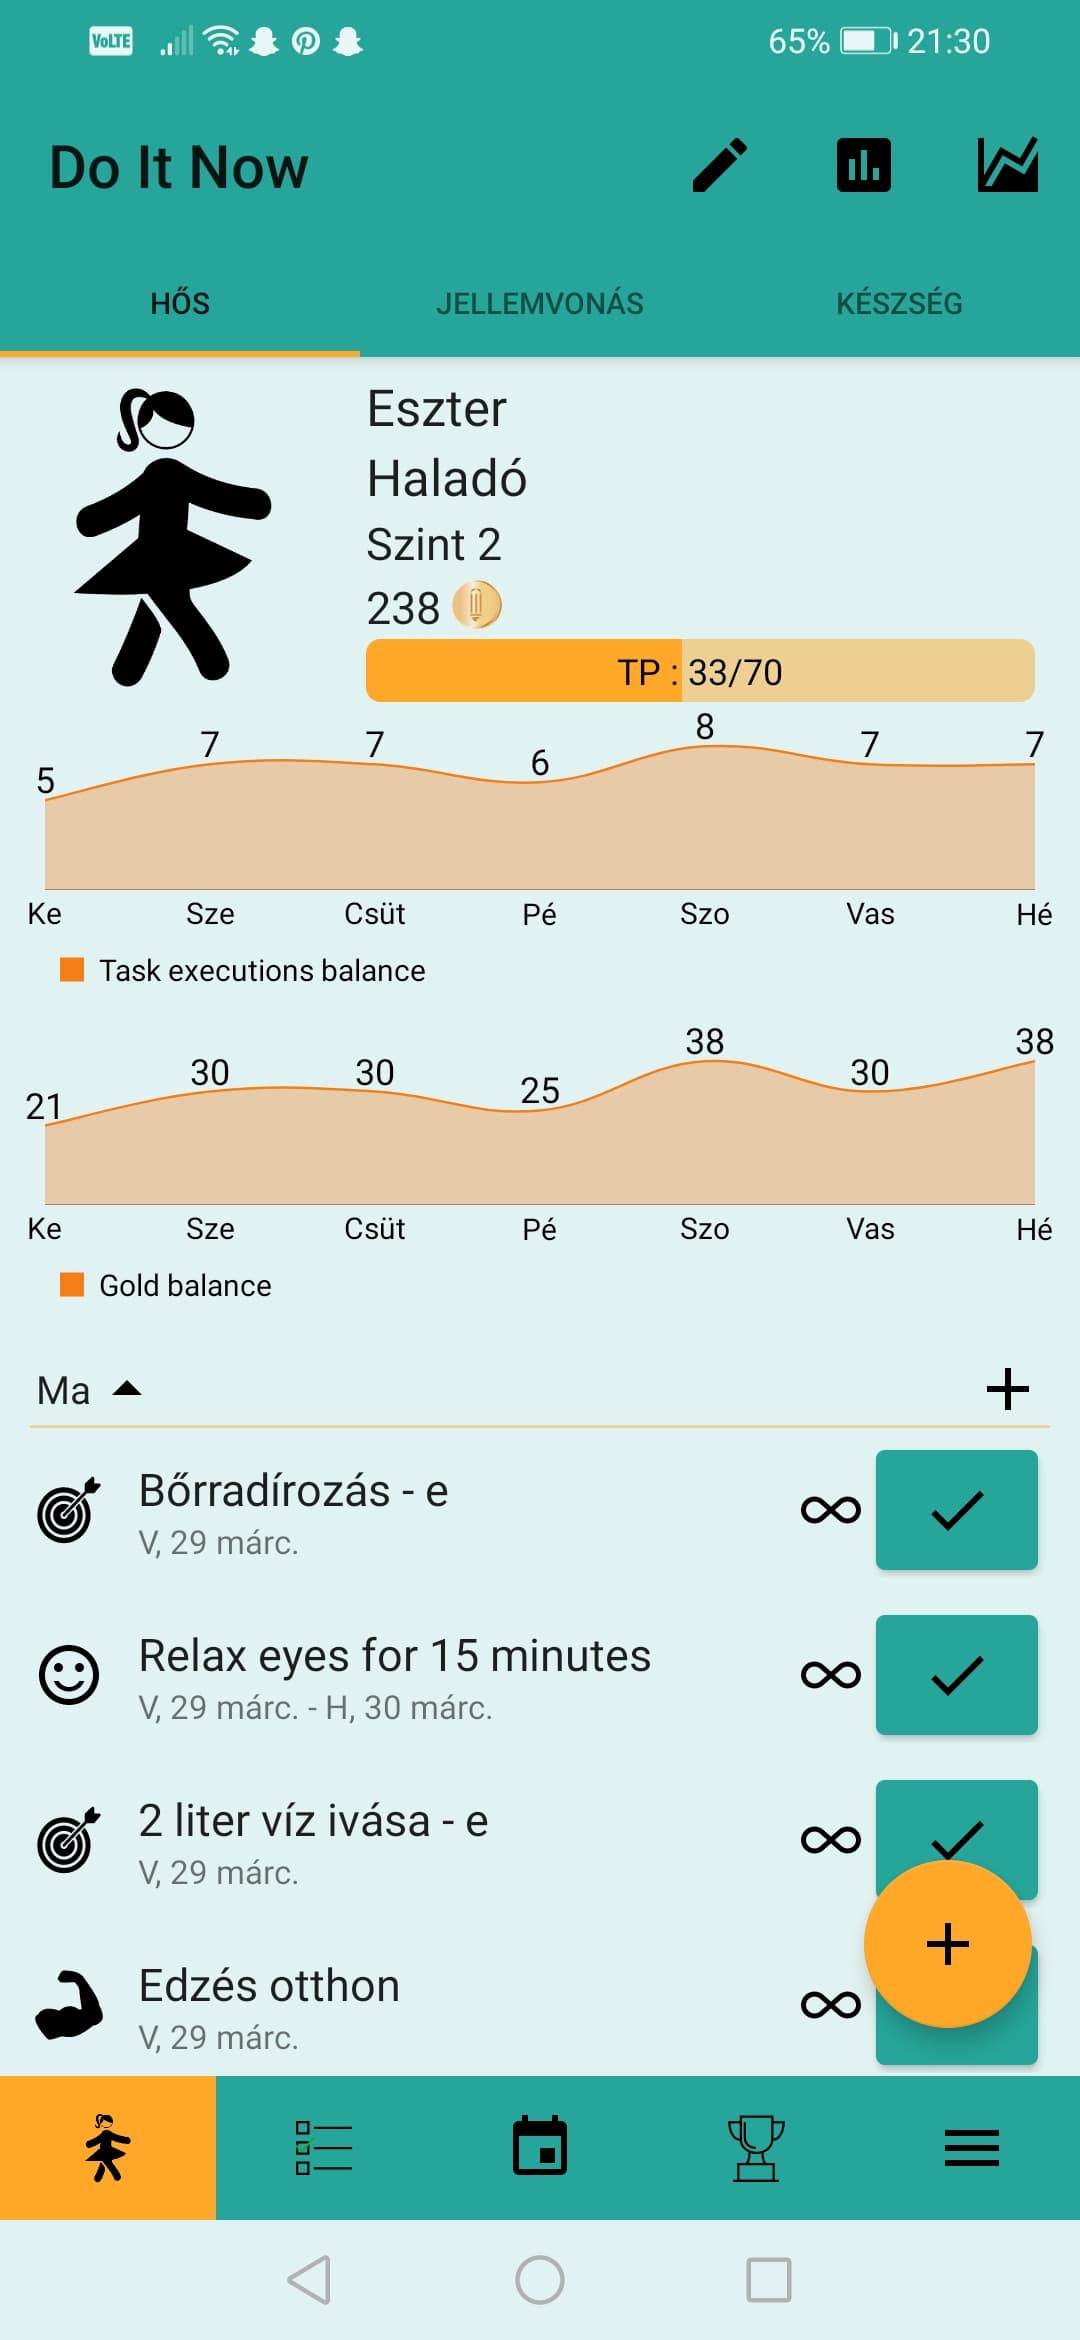 VoLTE 65% 21:30
Do It Now
HŐS JELLEMVONÁS KÉSZSÉG
Eszter
Haladó
Szint 2
238
TP : 33/70
5 7 7 6 8 7 7
Ke Sze Csüt Pé Szo Vas Hé
Task executions balance
21 30 30 25 38 30 38
Ke Sze Csüt Pé Szo Vas Hé
Gold balance
Ma
Bőrradírozás - e
V, 29 márc.
Relax eyes for 15 minutes
V, 29 márc. - H, 30 márc.
2 liter víz ivása - e
V, 29 márc.
Edzés otthon
V, 29 márc.